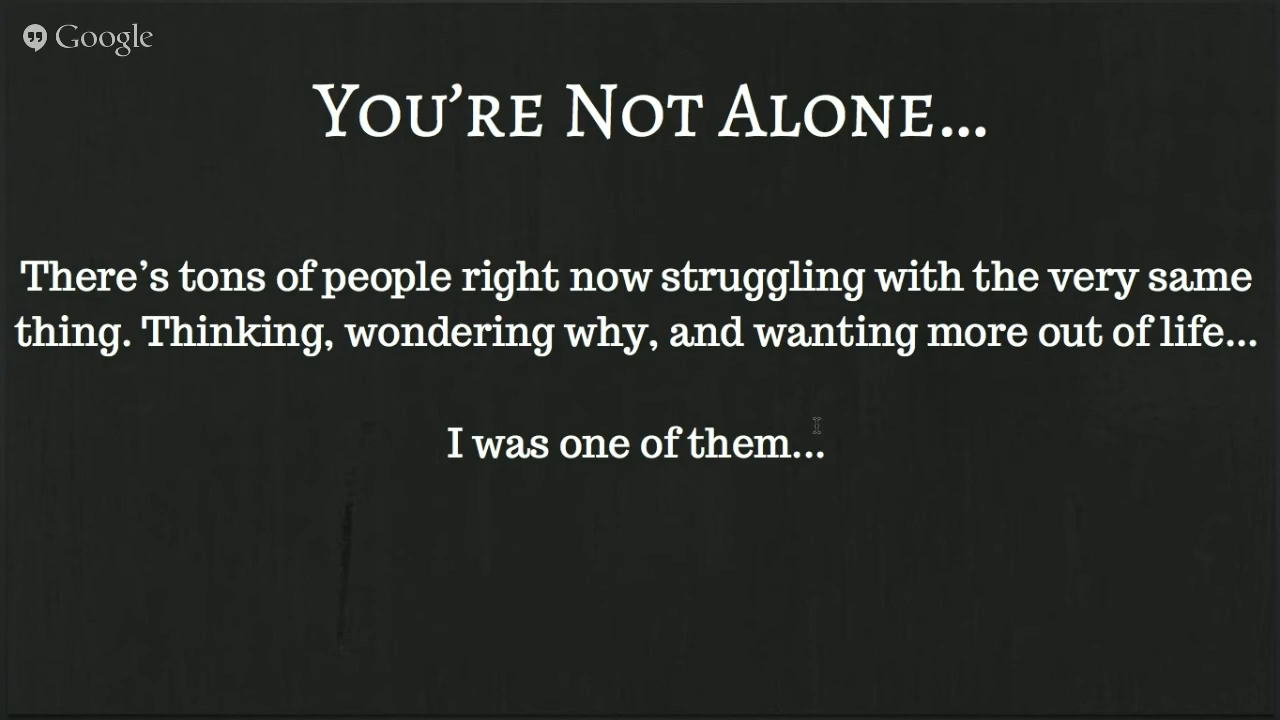 Google
You’re Not Alone...
There’s tons of people right now struggling with the very same
thing. Thinking, wondering why, and wanting more out of life...
I was one of them...